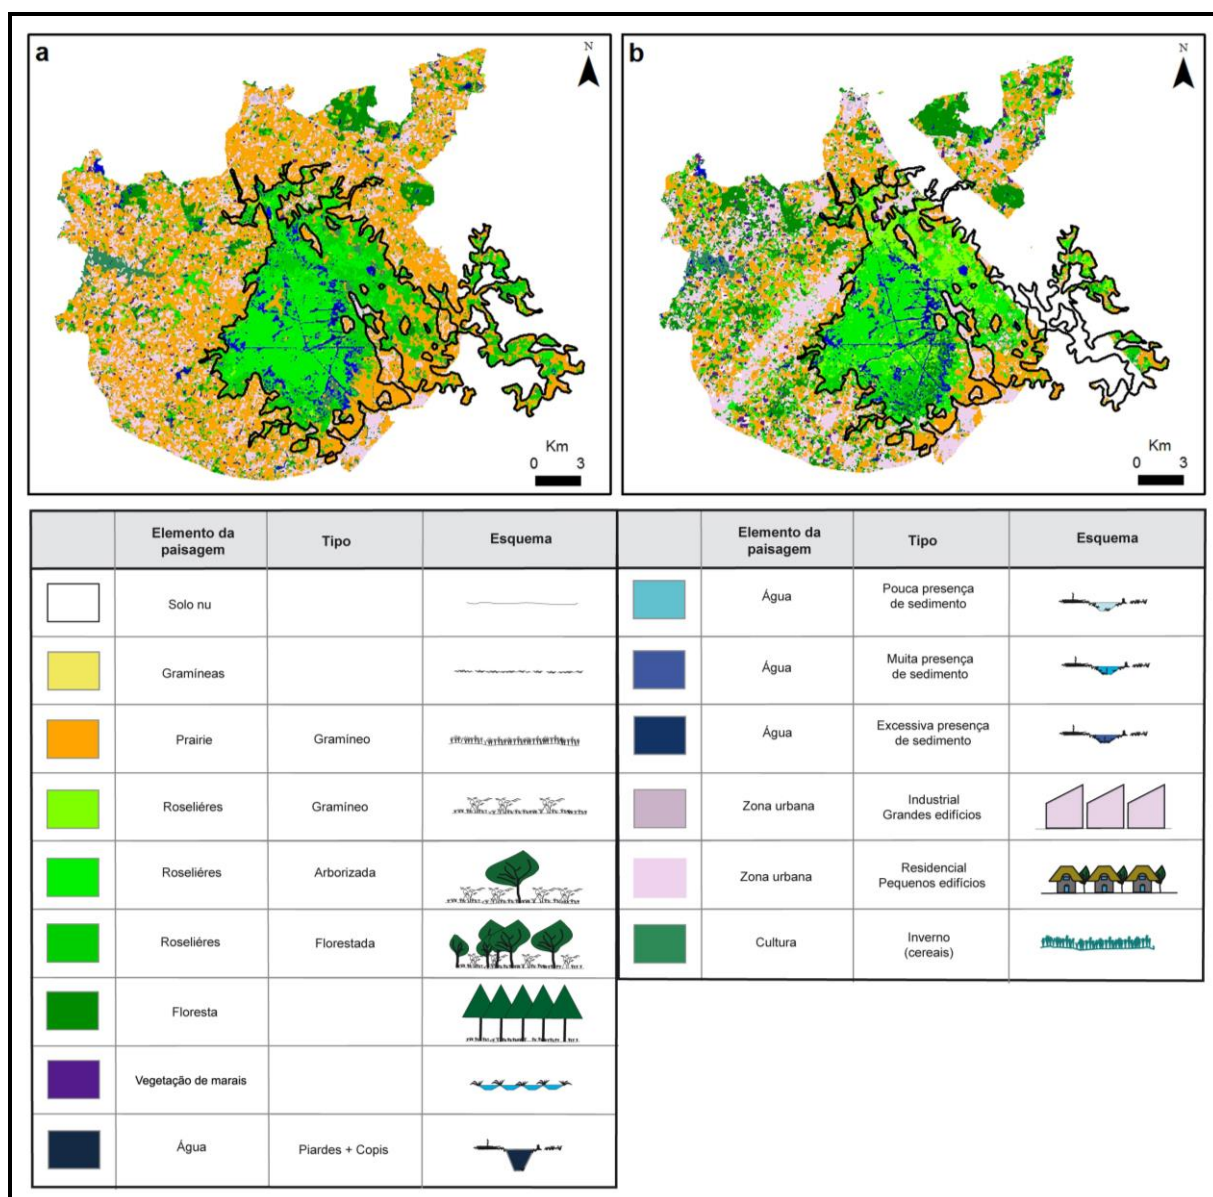 a
N
Km
0 3
b
N
Km
0 3
Elemento da
paisagem
Tipo
Esquema
Solo nu
Gramíneas
Prairie
Gramíneo
Roseliéres
Gramíneo
Roseliéres
Arborizada
Roseliéres
Florestada
Floresta
Vegetação de marais
Água
Piardes + Copis
Elemento da
paisagem
Tipo
Esquema
Água
Pouca presença
de sedimento
Água
Muita presença
de sedimento
Água
Excessiva presença
de sedimento
Zona urbana
Industrial
Grandes edifícios
Zona urbana
Residencial
Pequenos edifícios
Cultura
Inverno
(cereais)